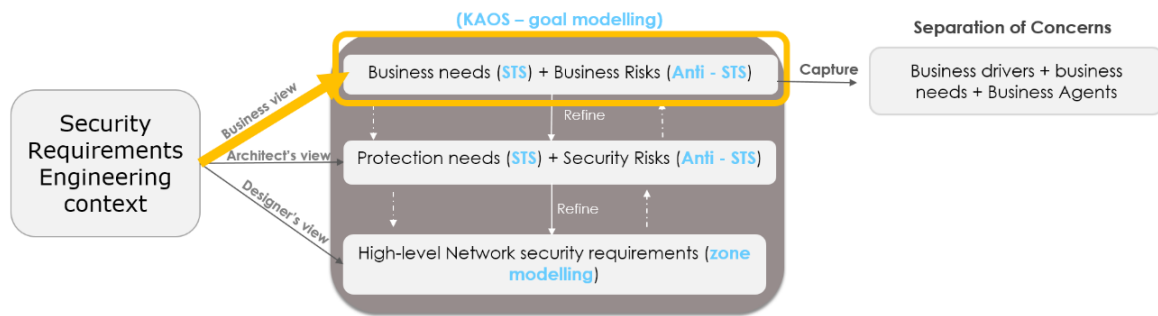 (KAOS – goal modelling)
Separation of Concerns
Business needs (STS) + Business Risks (Anti - STS)
Capture
Business drivers + business
needs + Business Agents
Business view
Refine
Security
Requirements
Engineering
context
Architect's view
Protection needs (STS) + Security Risks (Anti - STS)
Designer's view
Refine
High-level Network security requirements (zone
modelling)